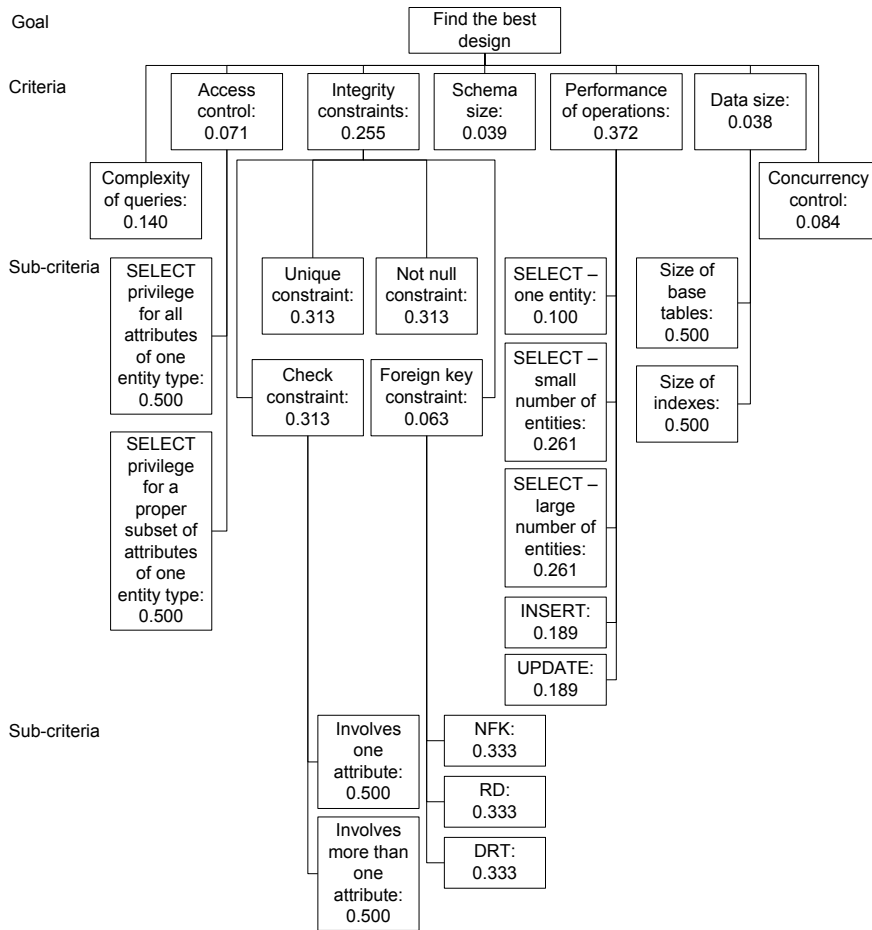 Goal
Find the best
design
Criteria
Access
control:
0.071
Integrity
constraints:
0.255
Schema
size:
0.039
Performance
of operations:
0.372
Data size:
0.038
Complexity
of queries:
0.140
Concurrency
control:
0.084
Sub-criteria
SELECT
privilege
for all
attributes
of one
entity type:
0.500
Unique
constraint:
0.313
Not null
constraint:
0.313
SELECT –
one entity:
0.100
Size of
base
tables:
0.500
Check
constraint:
0.313
Foreign key
constraint:
0.063
SELECT –
small
number of
entities:
0.261
Size of
indexes:
0.500
SELECT
privilege
for a
proper
subset of
attributes
of one
entity type:
0.500
SELECT –
large
number of
entities:
0.261
INSERT:
0.189
UPDATE:
0.189
Sub-criteria
Involves
one
attribute:
0.500
NFK:
0.333
RD:
0.333
Involves
more than
one
attribute:
0.500
DRT:
0.333